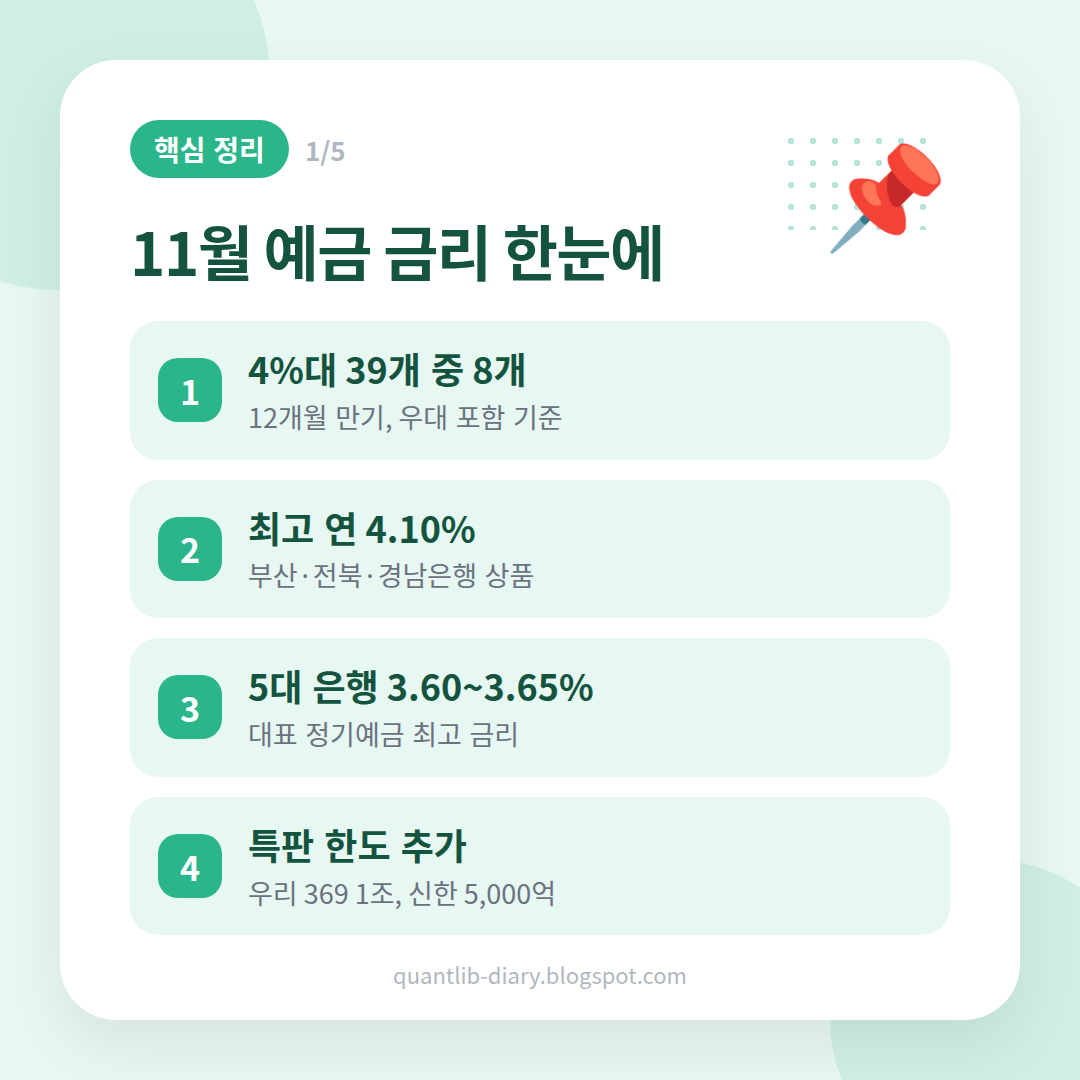 핵심 정리 1/5
11월 예금 금리 한눈에
1
4%대 39개 중 8개
12개월 만기, 우대 포함 기준
2
최고 연 4.10%
부산·전북·경남은행 상품
3
5대 은행 3.60~3.65%
대표 정기예금 최고 금리
4
특판 한도 추가
우리 369 1조, 신한 5,000억
quantlib-diary.blogspot.com